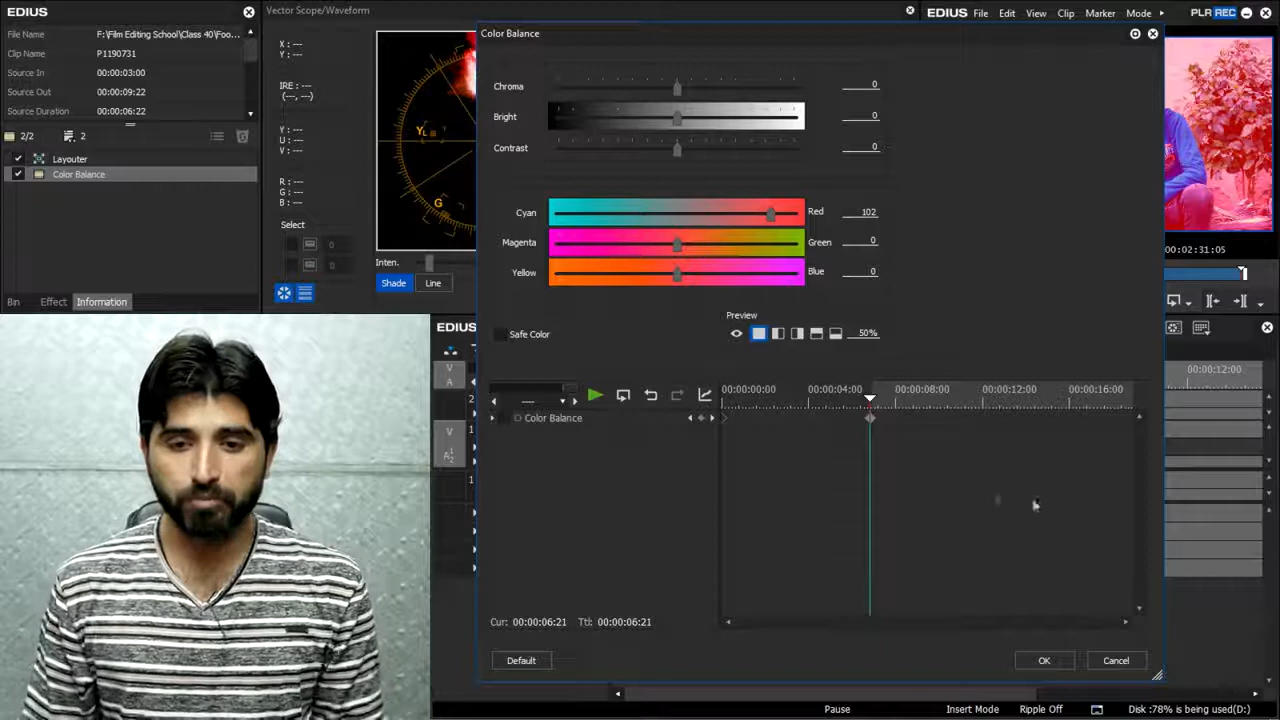 EDIUS
File Name F:\Film Editing School\Class 40\Foo...
Clip Name P1190731
Source In 00:00:03:00
Source Out 00:00:09:22
Source Duration 00:00:06:22
2/2 2
Layouter
Color Balance
Bin Effect Information
Vector Scope/Waveform
X : ---
Y : ---
IRE : ---
(---, ---)
Y : ---
U : ---
V : ---
R : ---
G : ---
B : ---
Select
0
0
YL
G
Inten.
Shade Line
EDIUS File Edit View Clip Marker Mode PLR REC
Color Balance
Chroma 0
Bright 0
Contrast 0
Cyan Red 102
Magenta Green 0
Yellow Blue 0
Preview
Safe Color 50%
00:00:00:00 00:00:04:00 00:00:08:00 00:00:12:00 00:00:16:00
----
Color Balance
Cur: 00:00:06:21 Ttl: 00:00:06:21
Default OK Cancel
00:02:31:05
EDIUS
V
A
2
V
1
A 1 2
1
00:00:12:00
Pause Insert Mode Ripple Off Disk :78% is being used(D:)